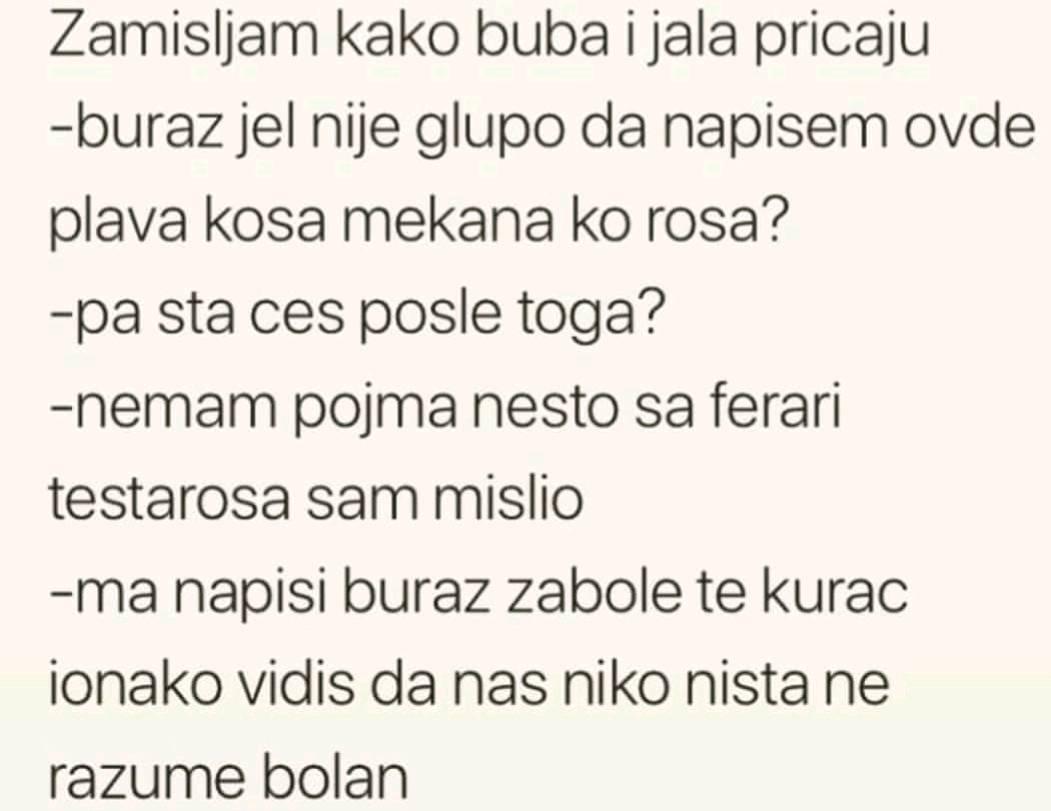 Zamisljam kako buba i jala pricaju
-buraz jel nije glupo da napisem ovde
plava kosa mekana ko rosa?
-pa sta ces posle toga?
-nemam pojma nesto sa ferari
testarosa sam mislio
-ma napisi buraz zabole te kurac
ionako vidis da nas niko nista ne
razume bolan